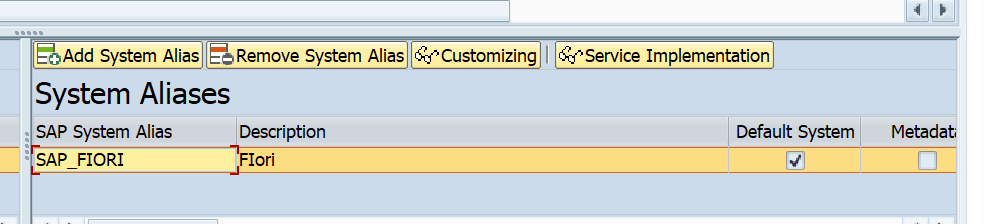 Add System Alias Remove System Alias Customizing Service Implementation
System Aliases
SAP System Alias Description Default System Metadata
SAP_FIORI FIori